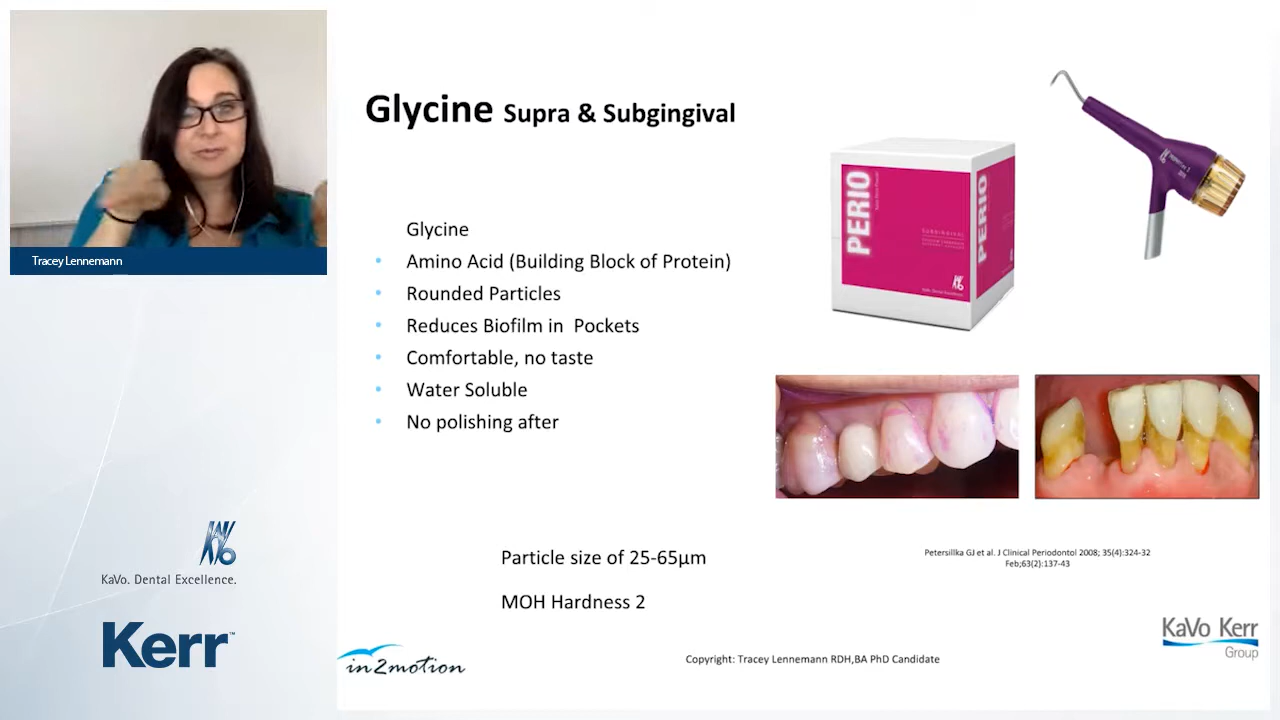 Tracey Lennemann
Glycine Supra & Subgingival
Glycine
Amino Acid (Building Block of Protein)
Rounded Particles
Reduces Biofilm in Pockets
Comfortable, no taste
Water Soluble
No polishing after
Particle size of 25-65µm
MOH Hardness 2
PERIO
SUBGINGIVAL
PERIO
Petersillka GJ et al. J Clinical Periodontol 2008; 35(4):324-32
Feb;63(2):137-43
KaVo. Dental Excellence.
Kerr™
in2motion
Copyright: Tracey Lennemann RDH,BA PhD Candidate
KaVo Kerr
Group